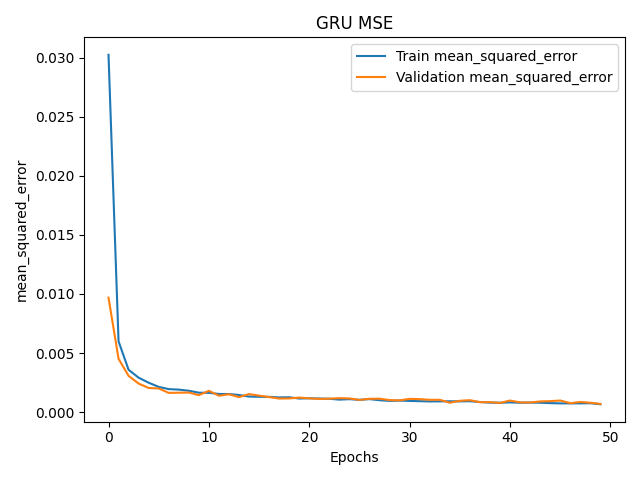 GRU MSE
Train mean_squared_error
Validation mean_squared_error
mean_squared_error
0.030
0.025
0.020
0.015
0.010
0.005
0.000
0 10 20 30 40 50
Epochs